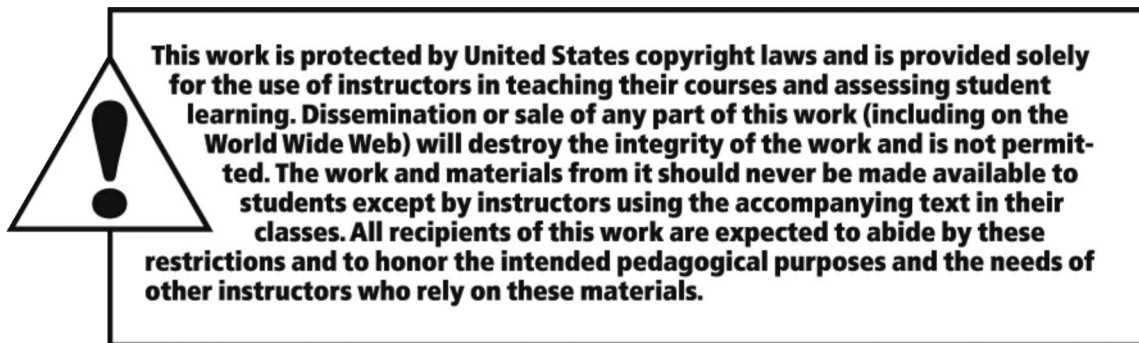 This work is protected by United States copyright laws and is provided solely
for the use of instructors in teaching their courses and assessing student
learning. Dissemination or sale of any part of this work (including on the
World Wide Web) will destroy the integrity of the work and is not permit-
ted. The work and materials from it should never be made available to
students except by instructors using the accompanying text in their
classes. All recipients of this work are expected to abide by these
restrictions and to honor the intended pedagogical purposes and the needs of
other instructors who rely on these materials.